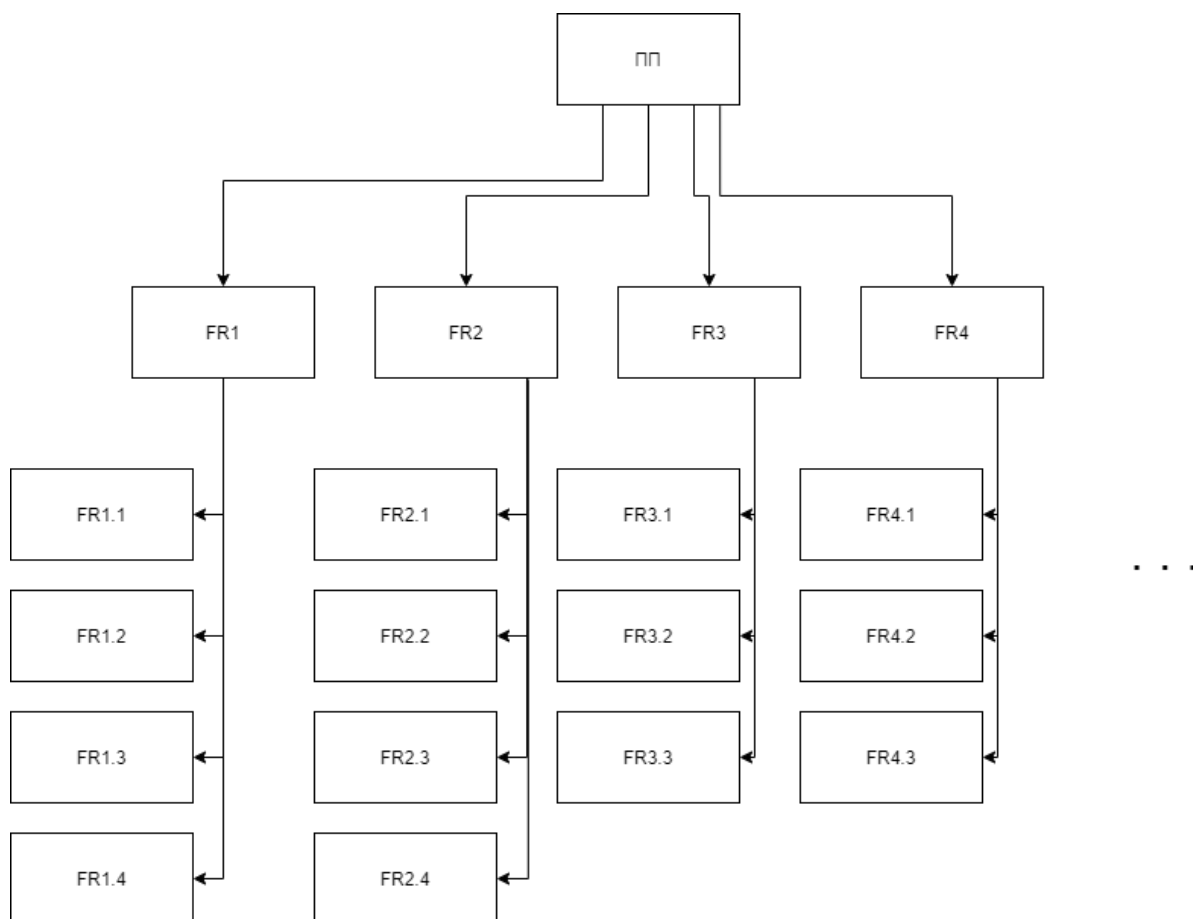 ПП
FR1
FR2
FR3
FR4
FR1.1
FR2.1
FR3.1
FR4.1
. . .
FR1.2
FR2.2
FR3.2
FR4.2
FR1.3
FR2.3
FR3.3
FR4.3
FR1.4
FR2.4